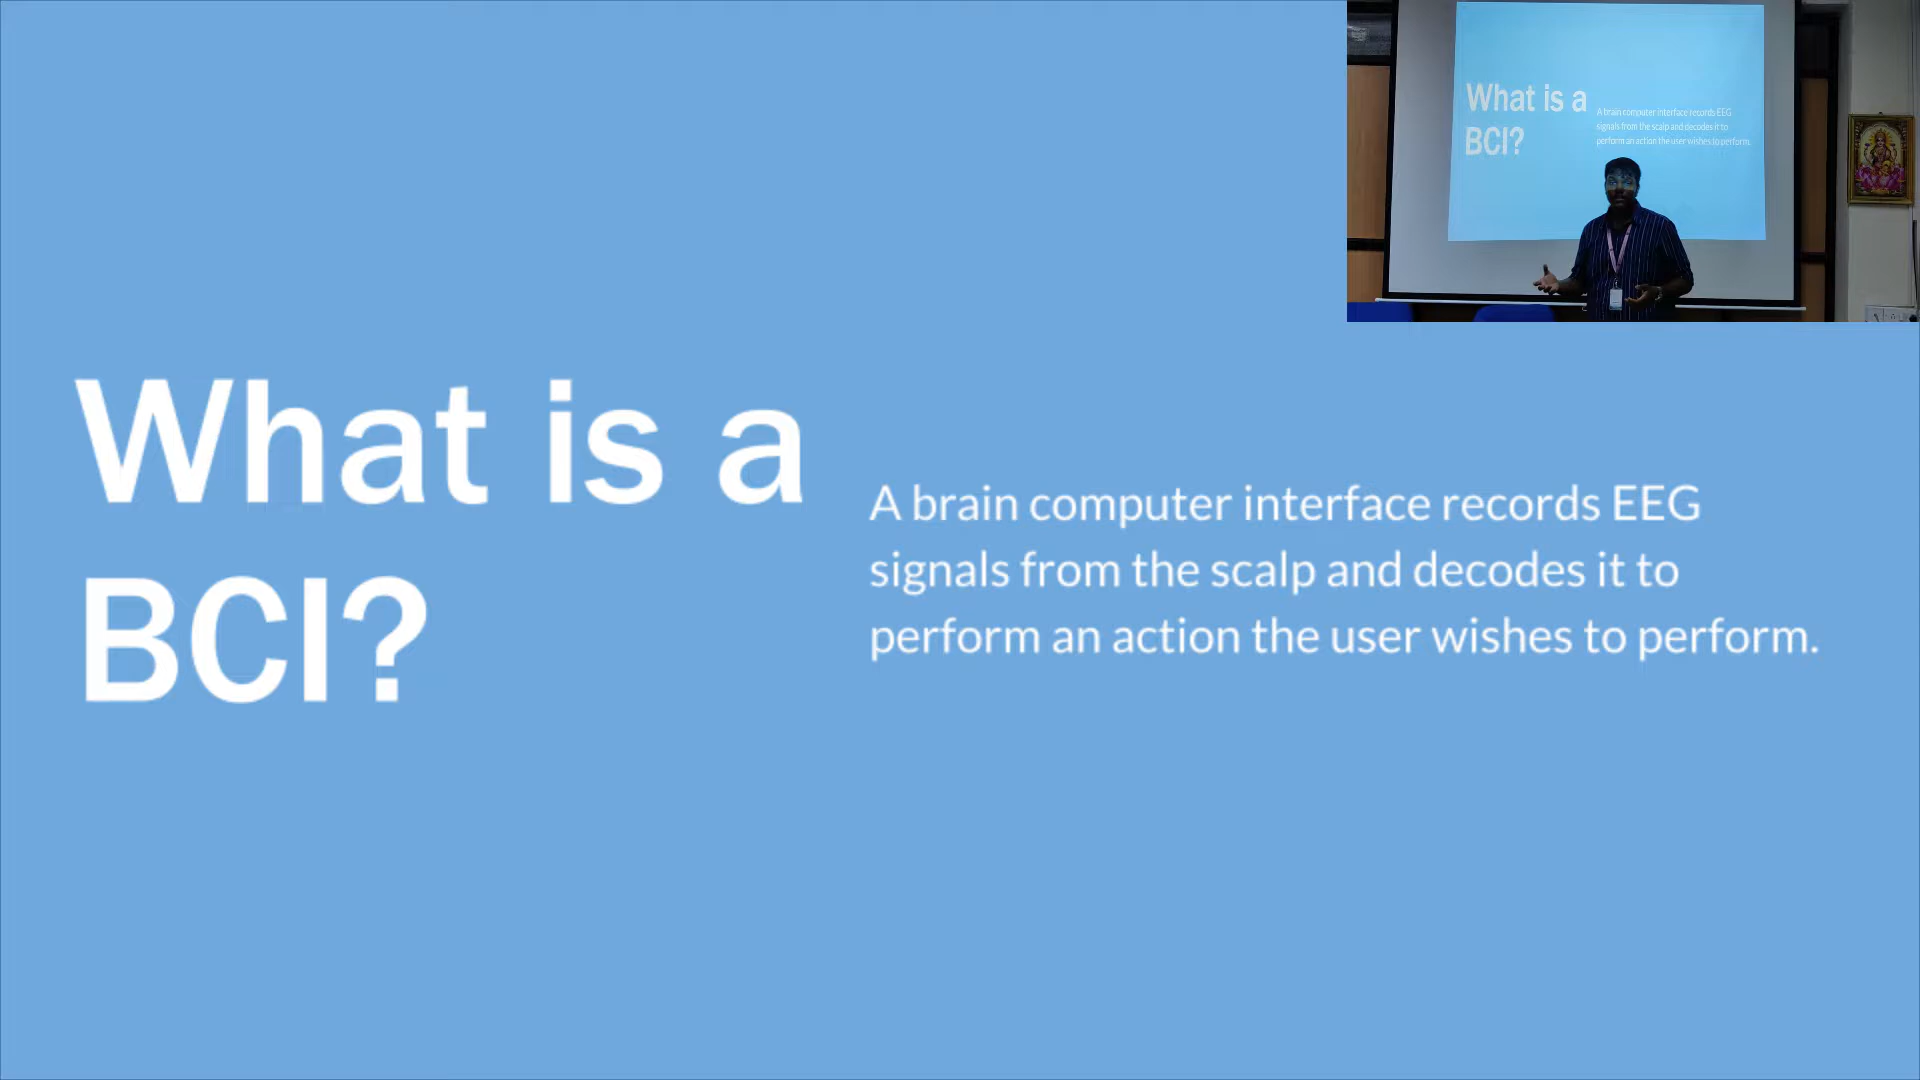 What is a
BCI?
A brain computer interface records EEG
signals from the scalp and decodes it to
perform an action the user wishes to perform.
What is a
BCI?
A brain computer interface records EEG
signals from the scalp and decodes it to
perform an action the user wishes to perform.